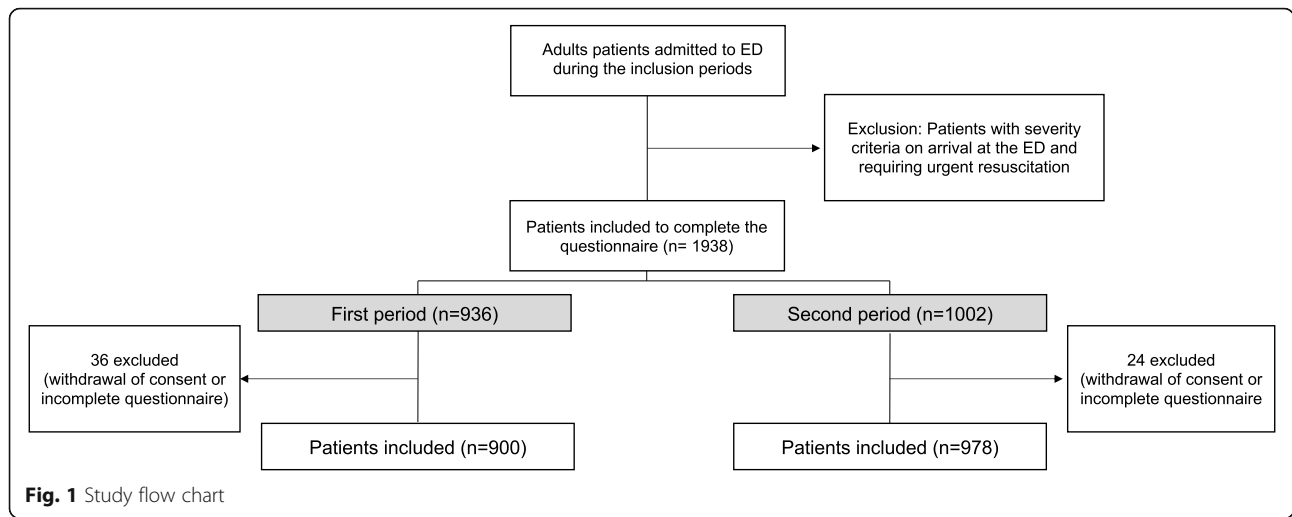 Adults patients admitted to ED
during the inclusion periods
Exclusion: Patients with severity
criteria on arrival at the ED and
requiring urgent resuscitation
Patients included to complete the
questionnaire (n= 1938)
First period (n=936)
Second period (n=1002)
36 excluded
(withdrawal of consent or
incomplete questionnaire)
24 excluded
(withdrawal of consent or
incomplete questionnaire
Patients included (n=900)
Patients included (n=978)
Fig. 1 Study flow chart